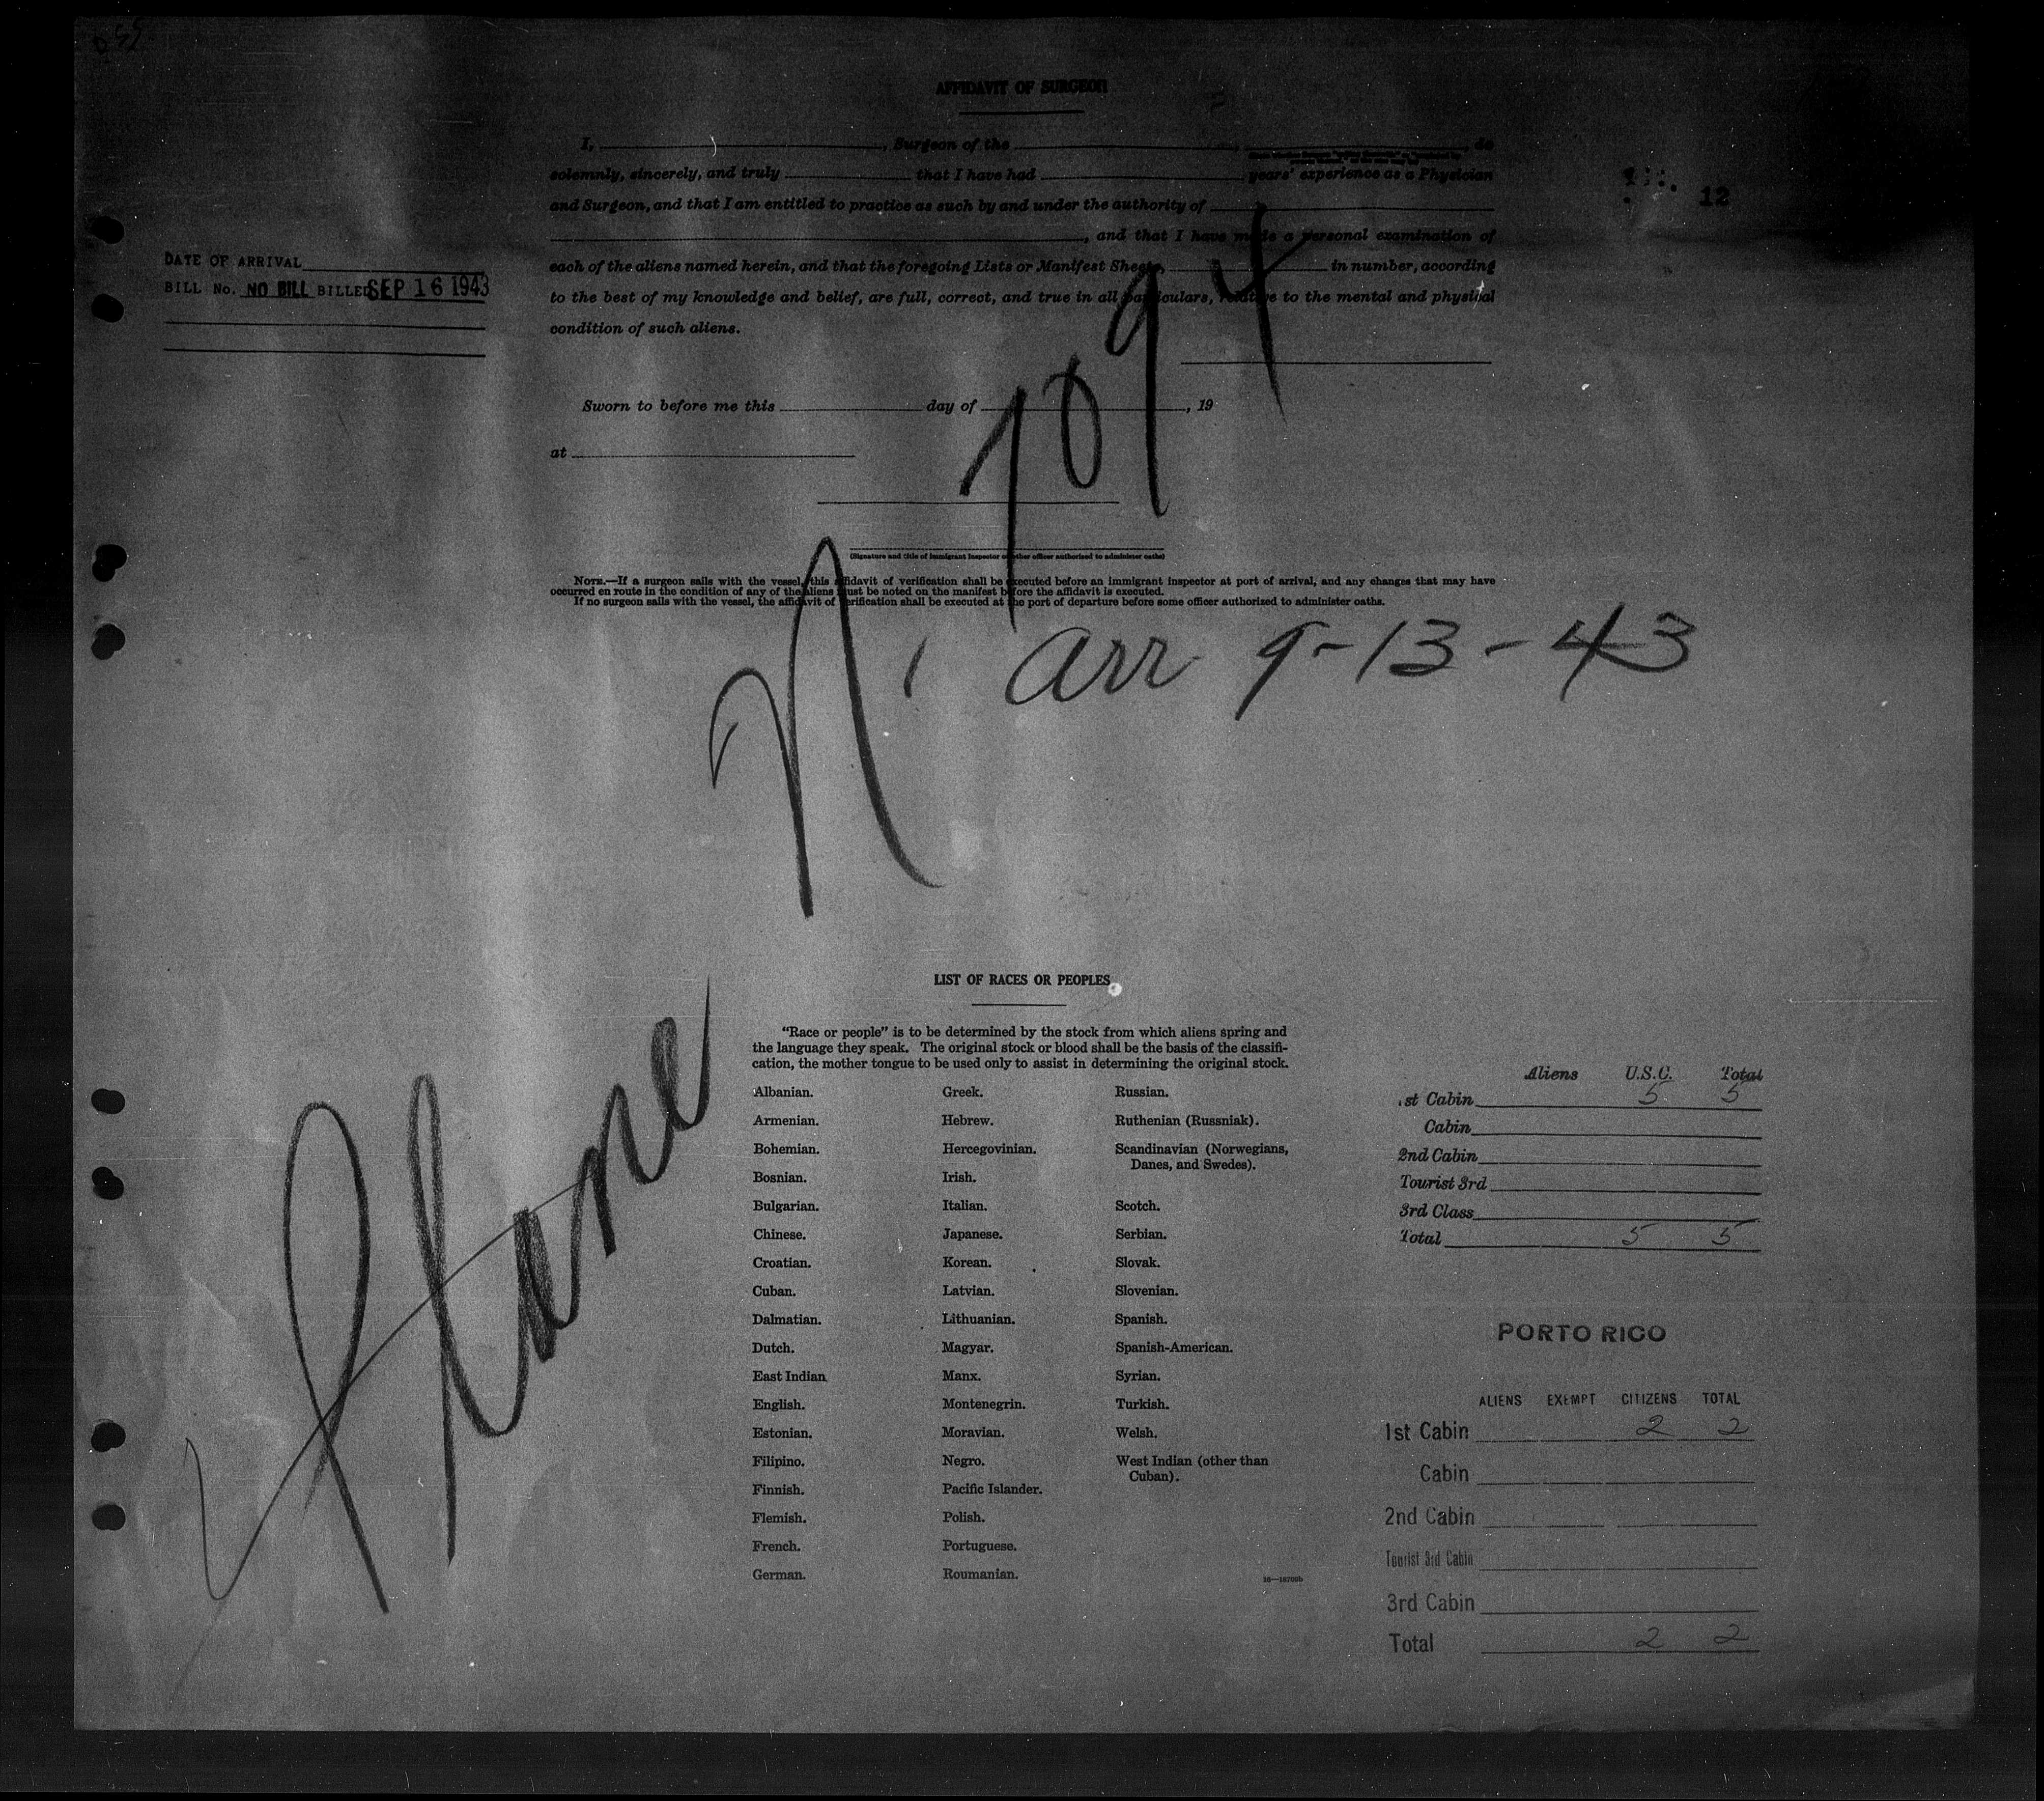 AFFIDAVIT OF SURGEON
I, , Surgeon of the , do
solemnly, sincerely, and truly that I have had years' experience as a Physician
and Surgeon, and that I am entitled to practice as such by and under the authority of
, and that I have made a personal examination of
each of the aliens named herein, and that the foregoing Lists or Manifest Sheets, in number, according
to the best of my knowledge and belief, are full, correct, and true in all particulars, relative to the mental and physical
condition of such aliens.
12
DATE OF ARRIVAL
BILL No. NO BILL BILLED SEP 16 1943
Sworn to before me this day of , 19
at
(Signature and title of immigrant inspector or other officer authorized to administer oaths)
NOTE.—If a surgeon sails with the vessel, this affidavit of verification shall be executed before an immigrant inspector at port of arrival, and any changes that may have
occurred en route in the condition of any of the aliens must be noted on the manifest before the affidavit is executed.
If no surgeon sails with the vessel, the affidavit of verification shall be executed at the port of departure before some officer authorized to administer oaths.
N 1094
arr 9-13-43
Plane
LIST OF RACES OR PEOPLES
"Race or people" is to be determined by the stock from which aliens spring and
the language they speak. The original stock or blood shall be the basis of the classifi-
cation, the mother tongue to be used only to assist in determining the original stock.
Albanian.
Armenian.
Bohemian.
Bosnian.
Bulgarian.
Chinese.
Croatian.
Cuban.
Dalmatian.
Dutch.
East Indian
English.
Estonian.
Filipino.
Finnish.
Flemish.
French.
German.
Greek.
Hebrew.
Hercegovinian.
Irish.
Italian.
Japanese.
Korean.
Latvian.
Lithuanian.
Magyar.
Manx.
Montenegrin.
Moravian.
Negro.
Pacific Islander.
Polish.
Portuguese.
Roumanian.
Russian.
Ruthenian (Russniak).
Scandinavian (Norwegians,
Danes, and Swedes).
Scotch.
Serbian.
Slovak.
Slovenian.
Spanish.
Spanish-American.
Syrian.
Turkish.
Welsh.
West Indian (other than
Cuban).
Aliens U.S.C. Total
1st Cabin 5 5
Cabin
2nd Cabin
Tourist 3rd
3rd Class
Total 5 5
PORTO RICO
ALIENS EXEMPT CITIZENS TOTAL
1st Cabin 2 2
Cabin
2nd Cabin
Tourist 3rd Cabin
3rd Cabin
Total 2 2